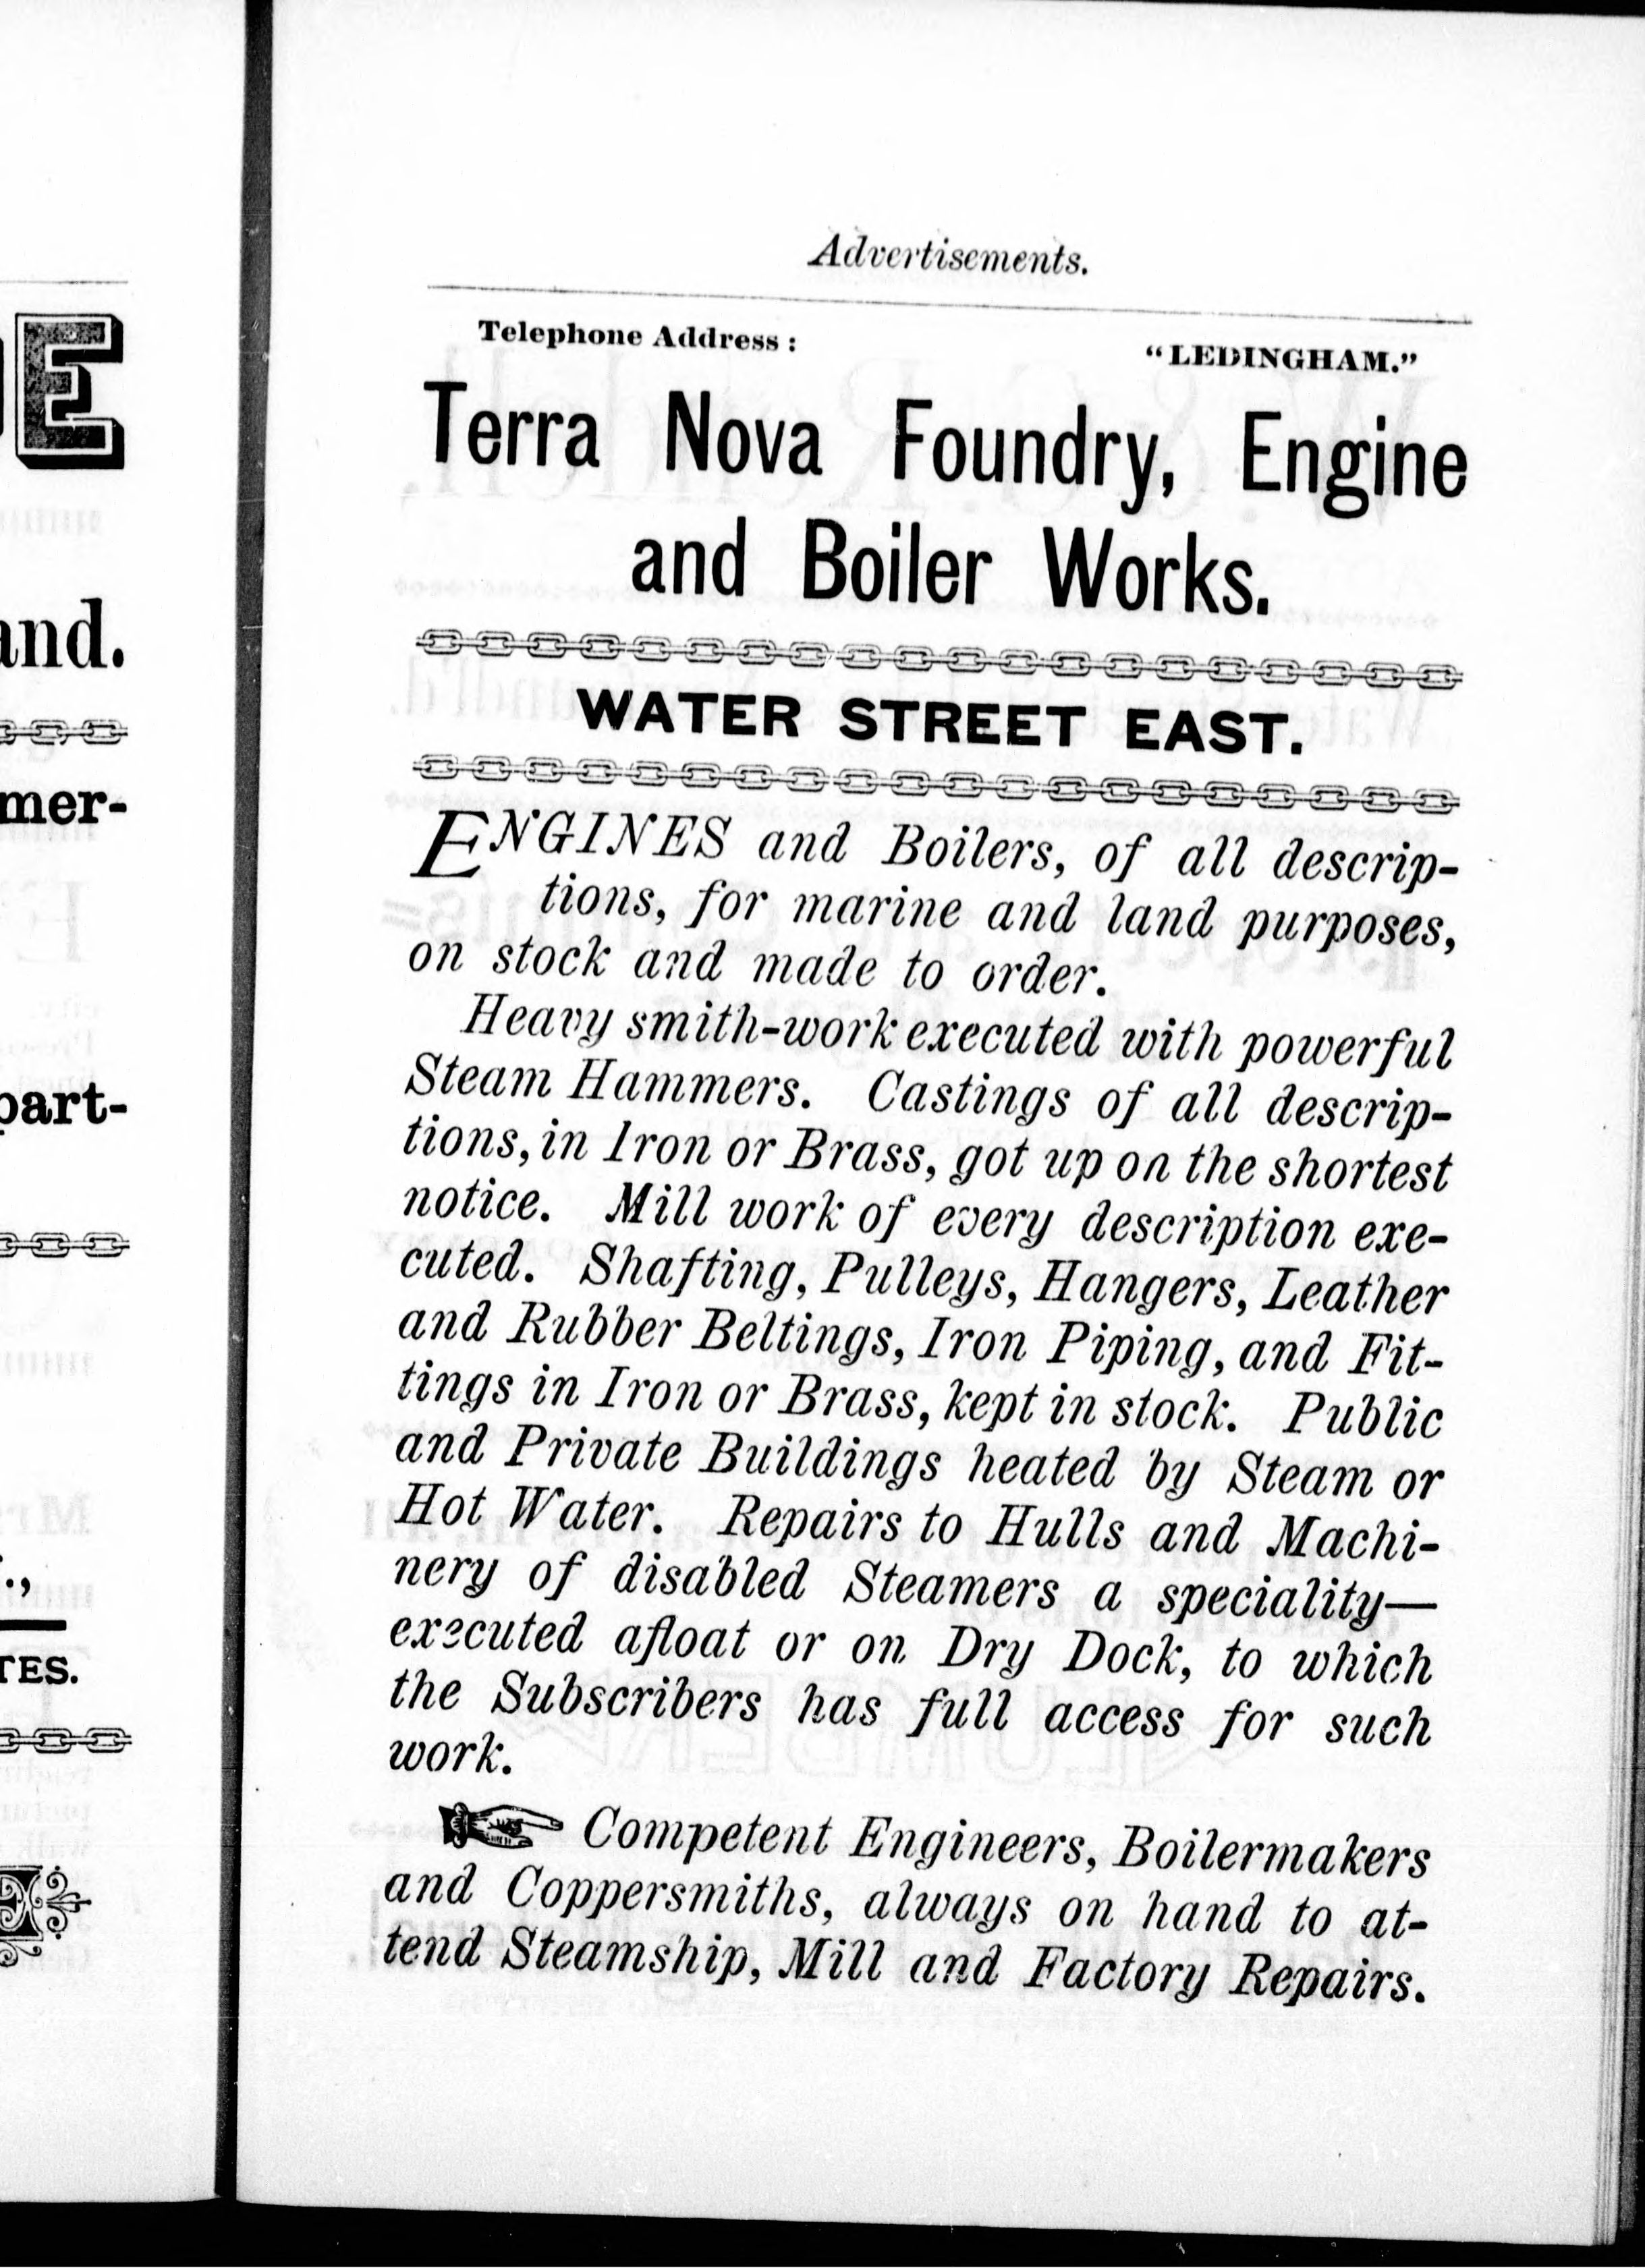 E
and.
mer-
part-
TES.
Advertisements.
Telephone Address : "LEDINGHAM."
Terra Nova Foundry, Engine
and Boiler Works.
WATER STREET EAST.
ENGINES and Boilers, of all descrip-
tions, for marine and land purposes,
on stock and made to order.
Heavy smith-work executed with powerful
Steam Hammers. Castings of all descrip-
tions, in Iron or Brass, got up on the shortest
notice. Mill work of every description exe-
cuted. Shafting, Pulleys, Hangers, Leather
and Rubber Beltings, Iron Piping, and Fit-
tings in Iron or Brass, kept in stock. Public
and Private Buildings heated by Steam or
Hot Water. Repairs to Hulls and Machi-
nery of disabled Steamers a speciality—
executed afloat or on Dry Dock, to which
the Subscribers has full access for such
work.
☞ Competent Engineers, Boilermakers
and Coppersmiths, always on hand to at-
tend Steamship, Mill and Factory Repairs.